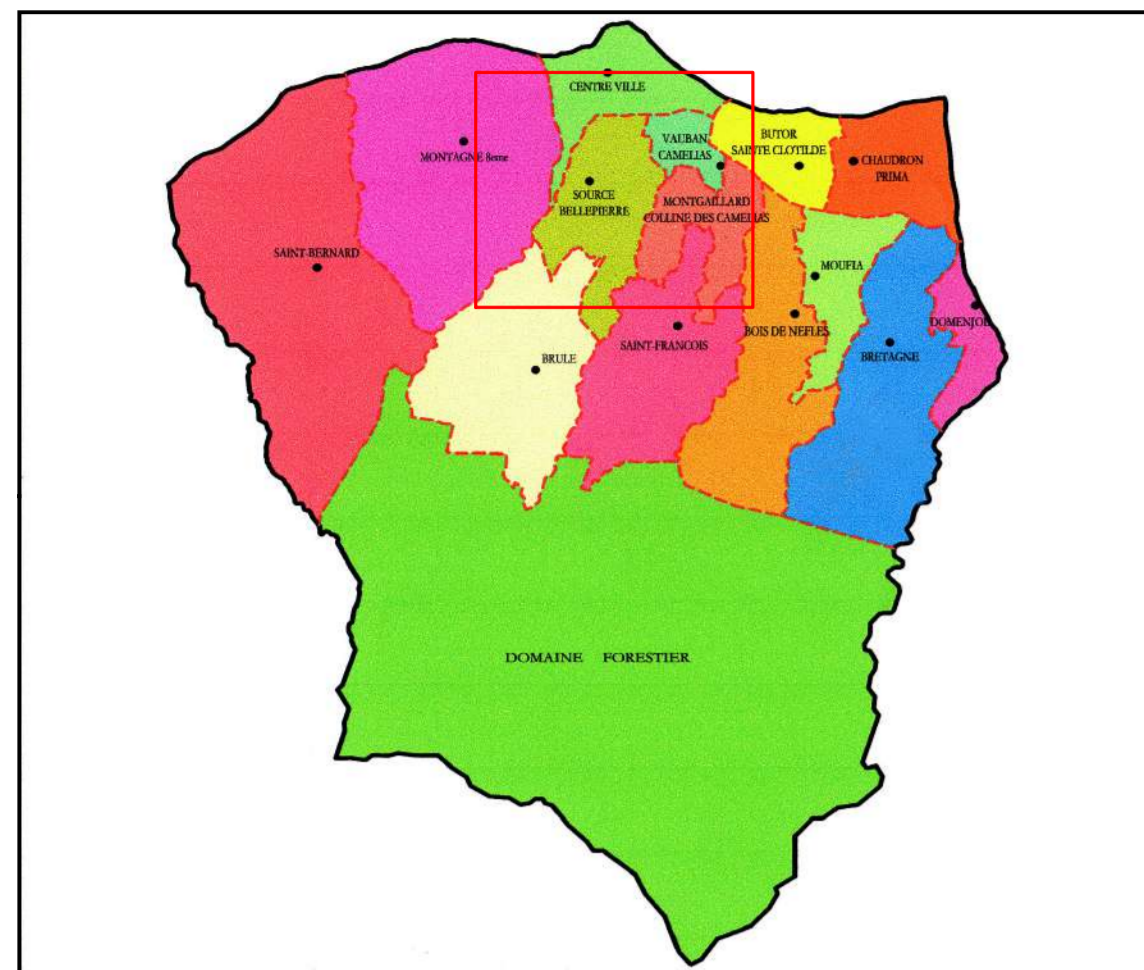 CENTRE VILLE
MONTAGNE 8eme
VAUBAN
CAMELIAS
BUTOR
SAINTE CLOTILDE
CHAUDRON
PRIMA
SOURCE
BELLEPIERRE
MONTGAILLARD
COLLINE DES CAMELIAS
SAINT-BERNARD
MOUFIA
DOMENJOD
BOIS DE NEFLES
SAINT-FRANCOIS
BRETAGNE
BRULE
DOMAINE FORESTIER